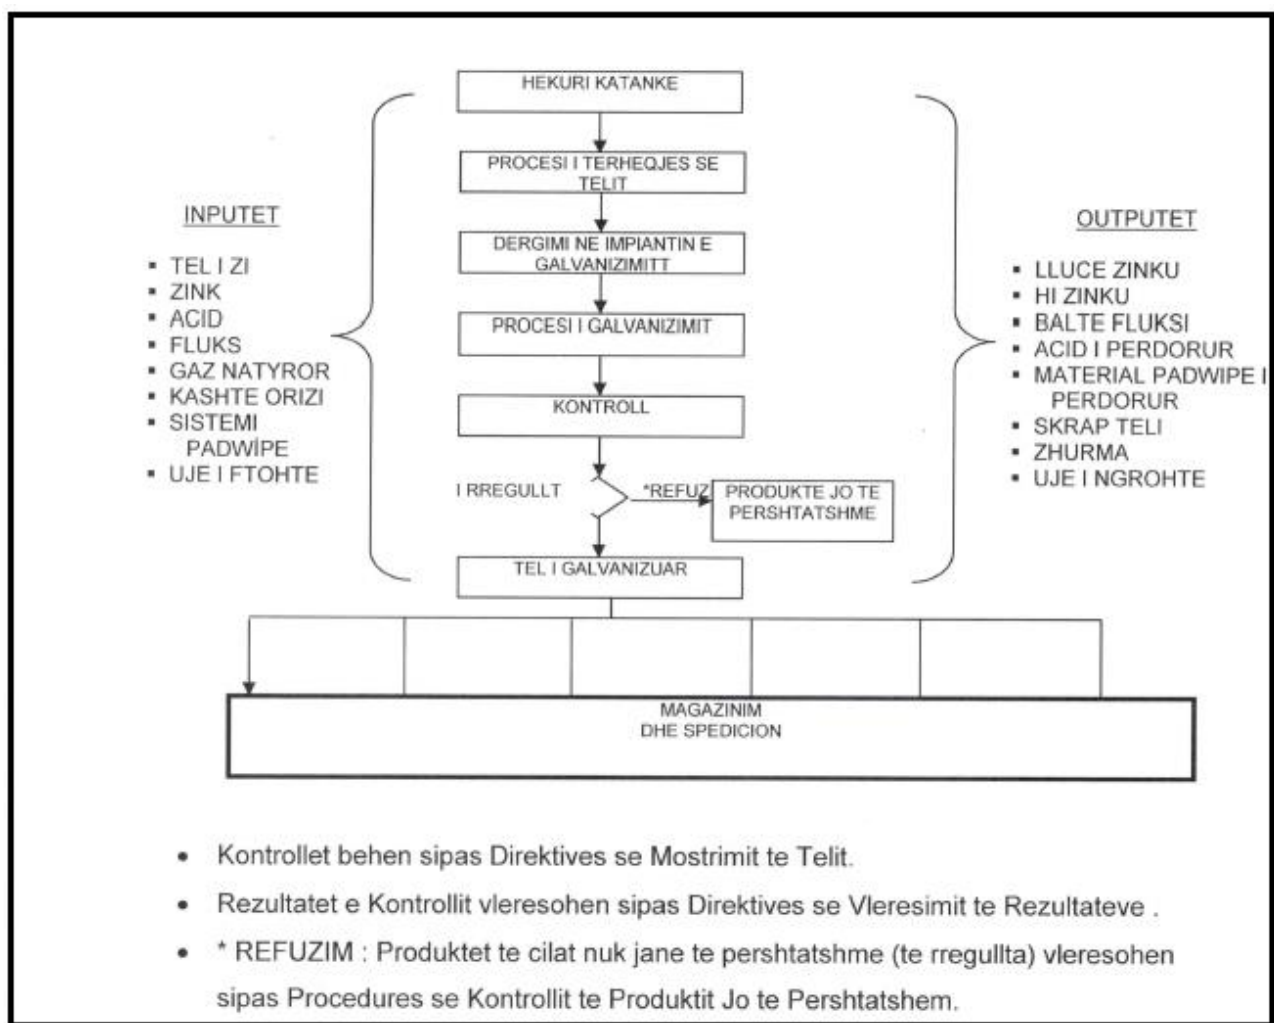 HEKURI KATANKE
PROCESI I TERHEQJES SE
TELIT
DERGIMI NE IMPIANTIN E
GALVANIZIMITT
PROCESI I GALVANIZIMIT
KONTROLL
I RREGULLT
*REFUZ
PRODUKTE JO TE
PERSHTATSHME
TEL I GALVANIZUAR
MAGAZINIM
DHE SPEDICION
INPUTET
▪ TEL I ZI
▪ ZINK
▪ ACID
▪ FLUKS
▪ GAZ NATYROR
▪ KASHTE ORIZI
▪ SISTEMI
PADWİPE
▪ UJE I FTOHTE
OUTPUTET
▪ LLUCE ZINKU
▪ HI ZINKU
▪ BALTE FLUKSI
▪ ACID I PERDORUR
▪ MATERIAL PADWIPE I
PERDORUR
▪ SKRAP TELI
▪ ZHURMA
▪ UJE I NGROHTE
• Kontrollet behen sipas Direktives se Mostrimit te Telit.
• Rezultatet e Kontrollit vleresohen sipas Direktives se Vleresimit te Rezultateve .
• * REFUZIM : Produktet te cilat nuk jane te pershtatshme (te rregullta) vleresohen
sipas Procedures se Kontrollit te Produktit Jo te Pershtatshem.